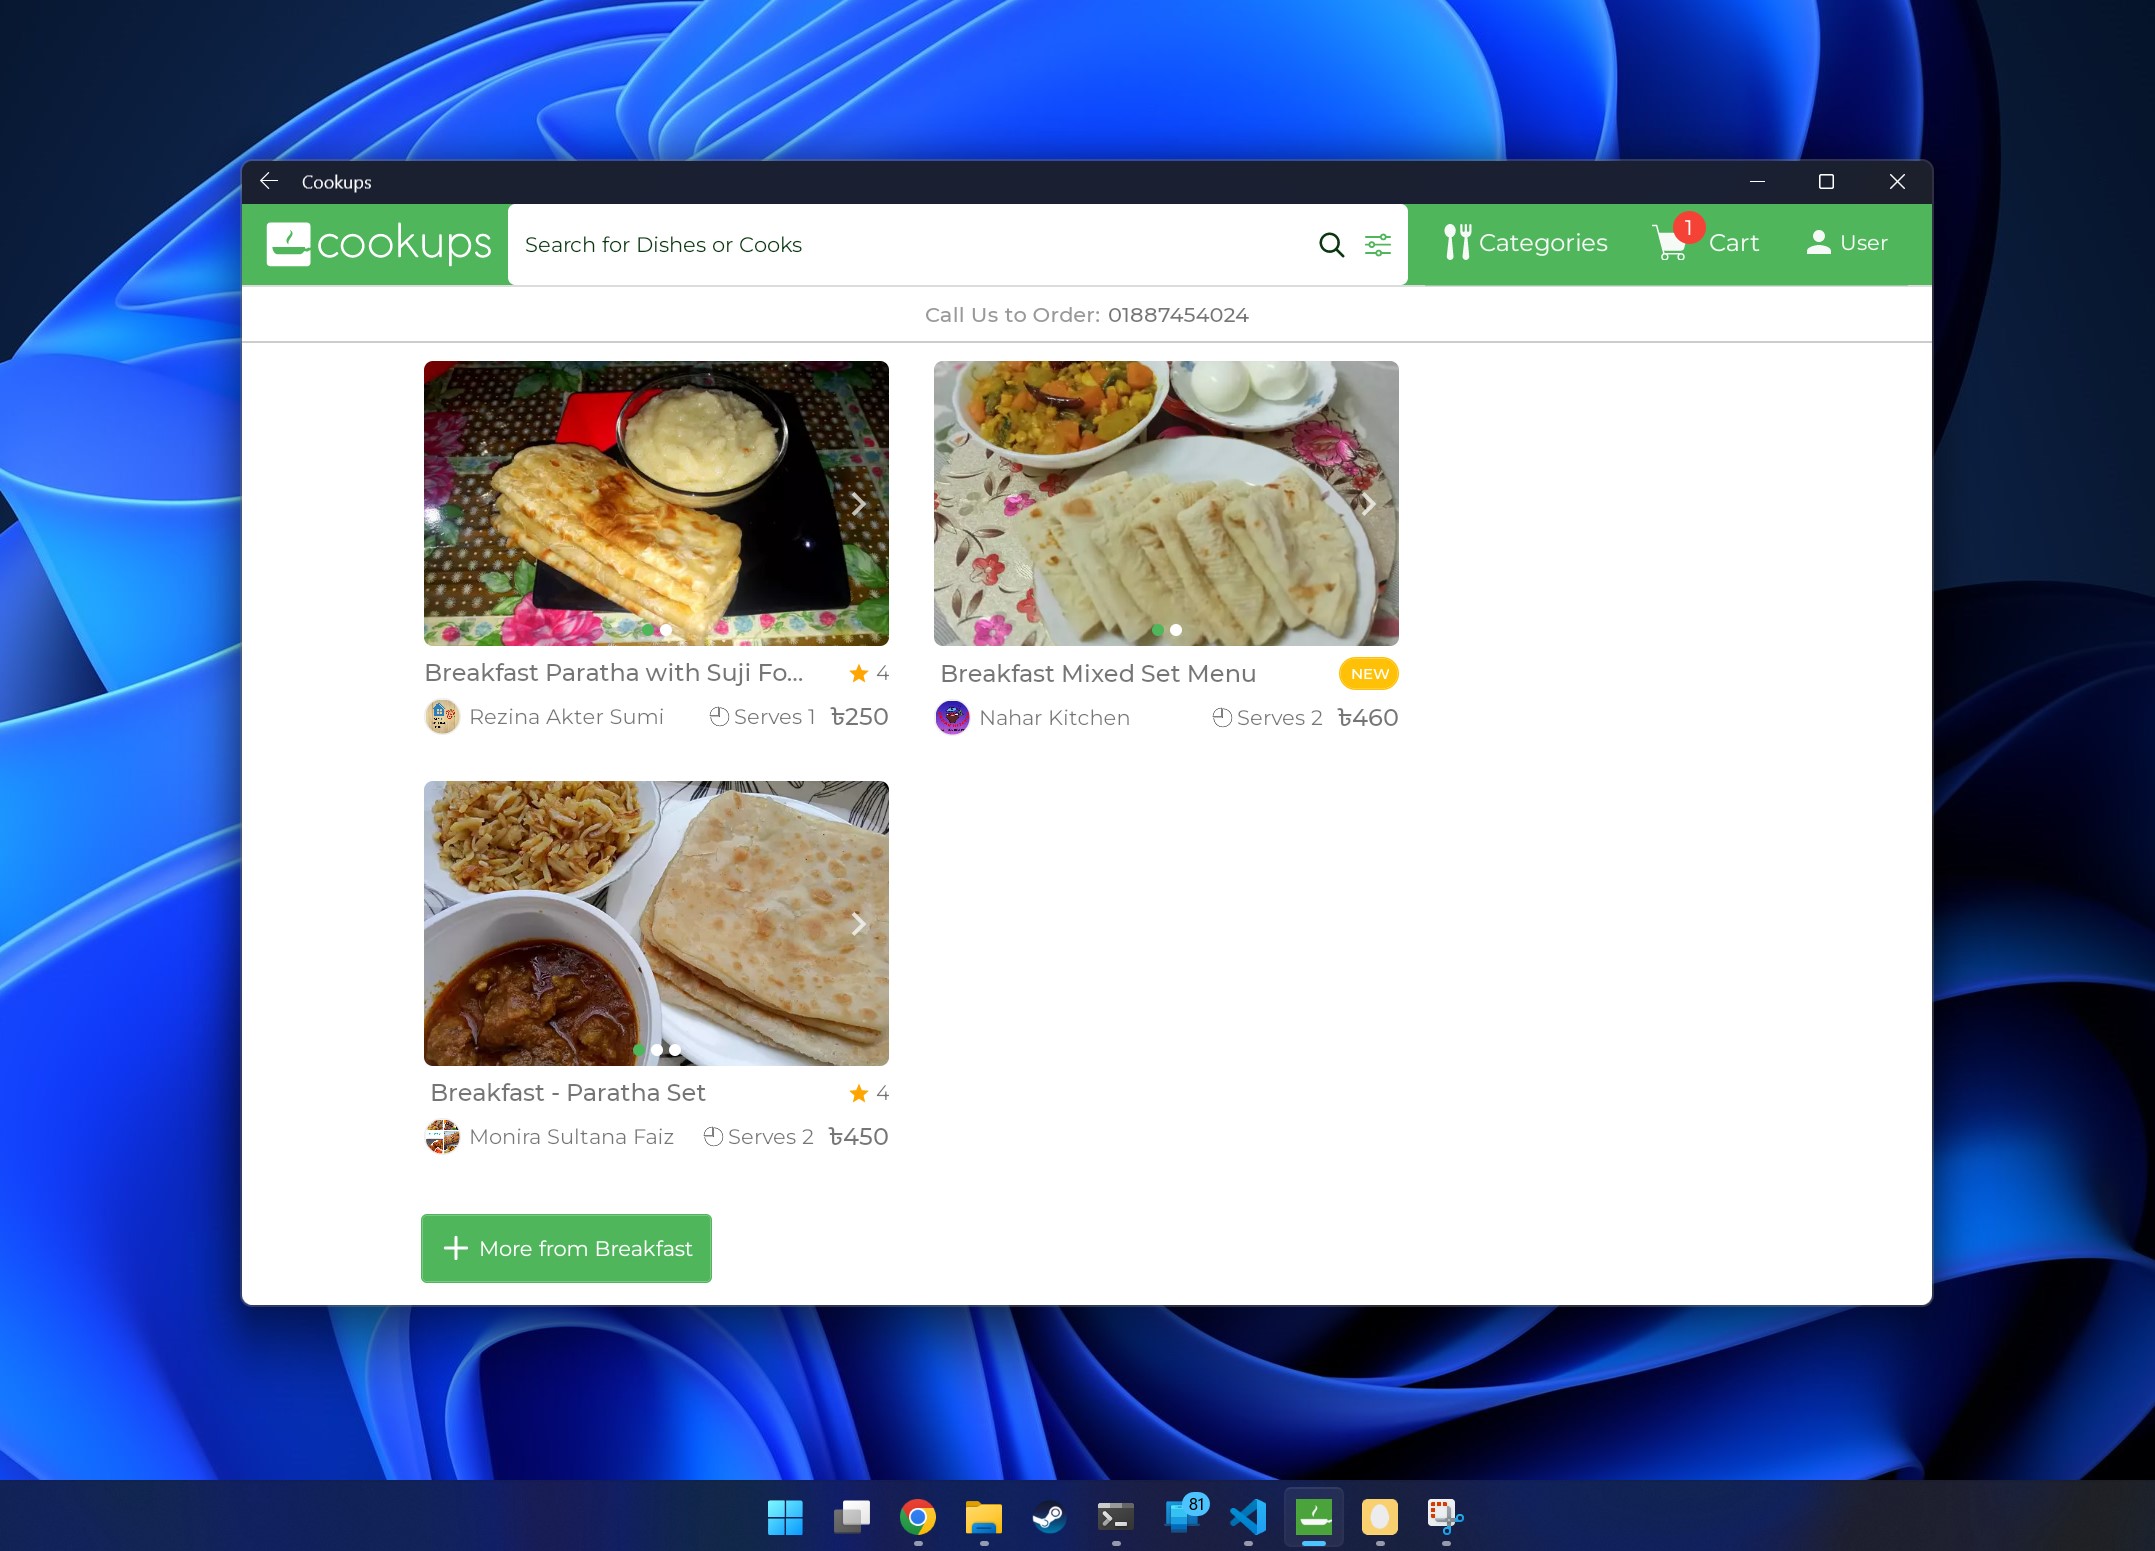 Cookups
cookups
Search for Dishes or Cooks
Categories
1
Cart
User
Call Us to Order: 01887454024
Breakfast Paratha with Suji Fo...
4
Rezina Akter Sumi
Serves 1
৳250
Breakfast Mixed Set Menu
NEW
Nahar Kitchen
Serves 2
৳460
Breakfast - Paratha Set
4
Monira Sultana Faiz
Serves 2
৳450
More from Breakfast
81